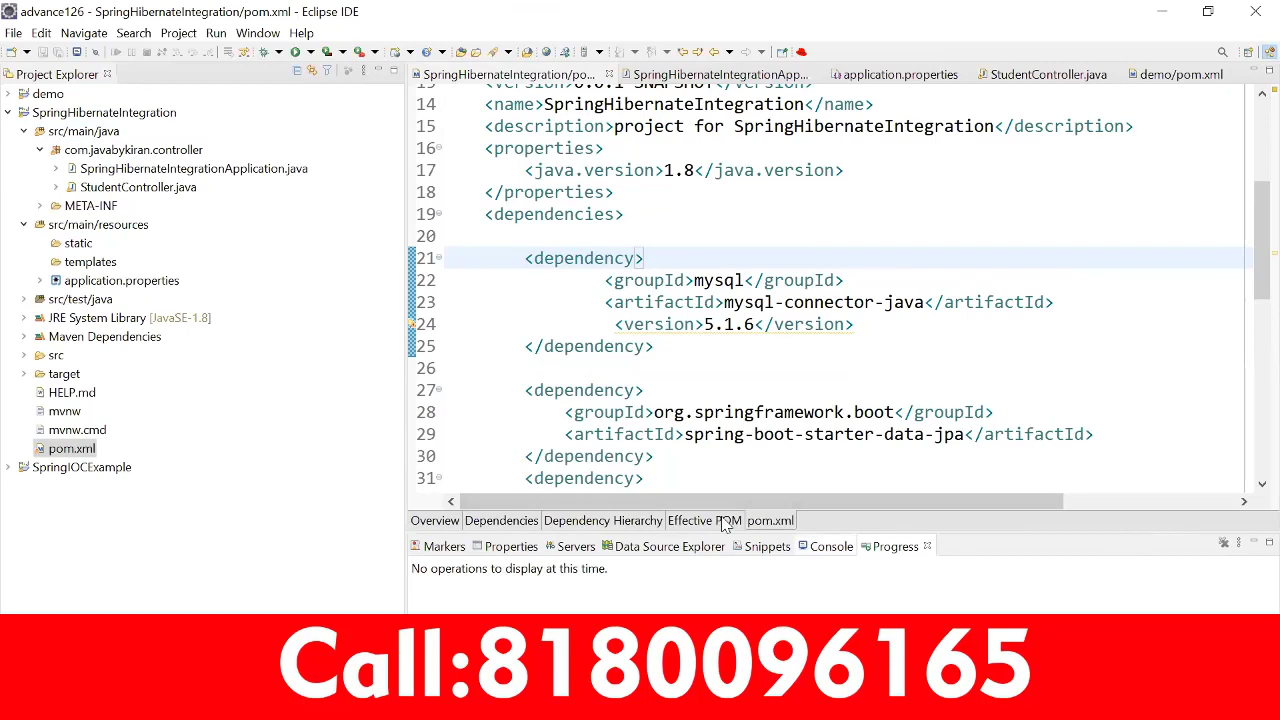 advance126 - SpringHibernateIntegration/pom.xml - Eclipse IDE
File Edit Navigate Search Project Run Window Help
Project Explorer
SpringHibernateIntegration/po... SpringHibernateIntegrationApp... application.properties StudentController.java demo/pom.xml
demo
SpringHibernateIntegration
src/main/java
com.javabykiran.controller
SpringHibernateIntegrationApplication.java
StudentController.java
META-INF
src/main/resources
static
templates
application.properties
src/test/java
JRE System Library [JavaSE-1.8]
Maven Dependencies
src
target
HELP.md
mvnw
mvnw.cmd
pom.xml
SpringIOCExample
14 <name>SpringHibernateIntegration</name>
15 <description>project for SpringHibernateIntegration</description>
16 <properties>
17 <java.version>1.8</java.version>
18 </properties>
19 <dependencies>
20
21 <dependency>
22 <groupId>mysql</groupId>
23 <artifactId>mysql-connector-java</artifactId>
24 <version>5.1.6</version>
25 </dependency>
26
27 <dependency>
28 <groupId>org.springframework.boot</groupId>
29 <artifactId>spring-boot-starter-data-jpa</artifactId>
30 </dependency>
31 <dependency>
Overview Dependencies Dependency Hierarchy Effective POM pom.xml
Markers Properties Servers Data Source Explorer Snippets Console Progress
No operations to display at this time.
Call:8180096165